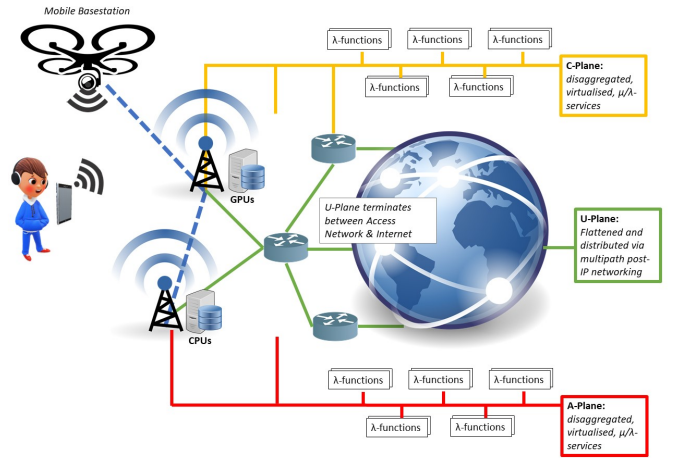 Mobile Basestation
λ-functions
λ-functions
λ-functions
λ-functions
λ-functions
C-Plane:
disaggregated,
virtualised, μ/λ-
services
GPUs
U-Plane terminates
between Access
Network & Internet
U-Plane:
Flattened and
distributed via
multipath post-
IP networking
CPUs
λ-functions
λ-functions
λ-functions
λ-functions
λ-functions
A-Plane:
disaggregated,
virtualised, μ/λ-
services